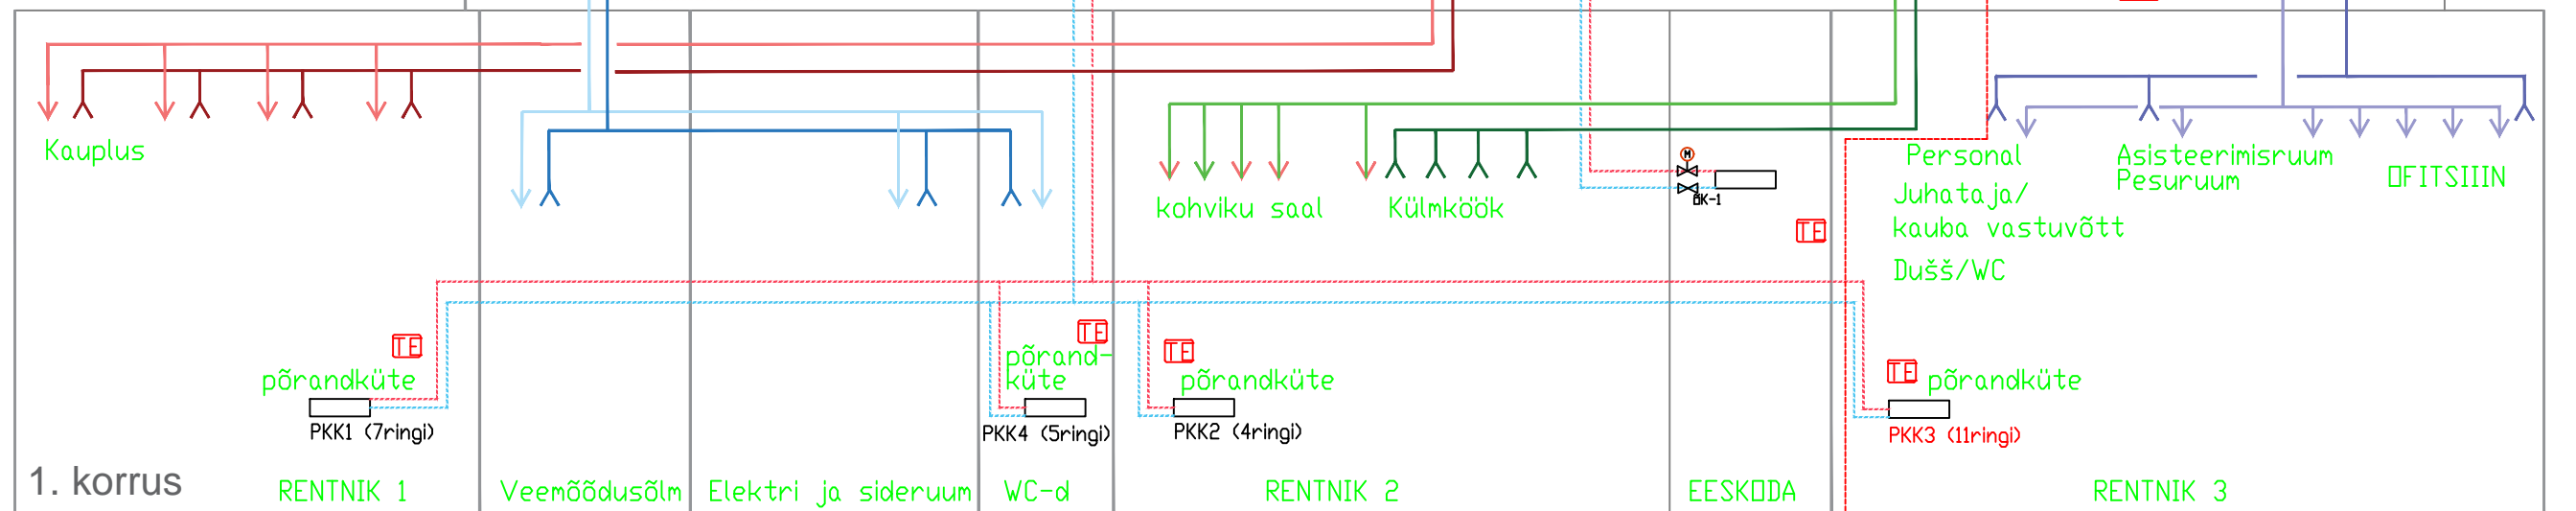 Kauplus
kohviku saal
Külmköök
M
ÕK-1
TE
Personal
Juhataja/
kauba vastuvõtt
Dušš/WC
Asisteerimisruum
Pesuruum
OFITSIIIN
TE
põrandküte
PKK1 (7ringi)
TE
põrand-
küte
PKK4 (5ringi)
TE
põrandküte
PKK2 (4ringi)
TE
põrandküte
PKK3 (11ringi)
1. korrus
RENTNIK 1
Veemõõdusõlm
Elektri ja sideruum
WC-d
RENTNIK 2
EESKODA
RENTNIK 3